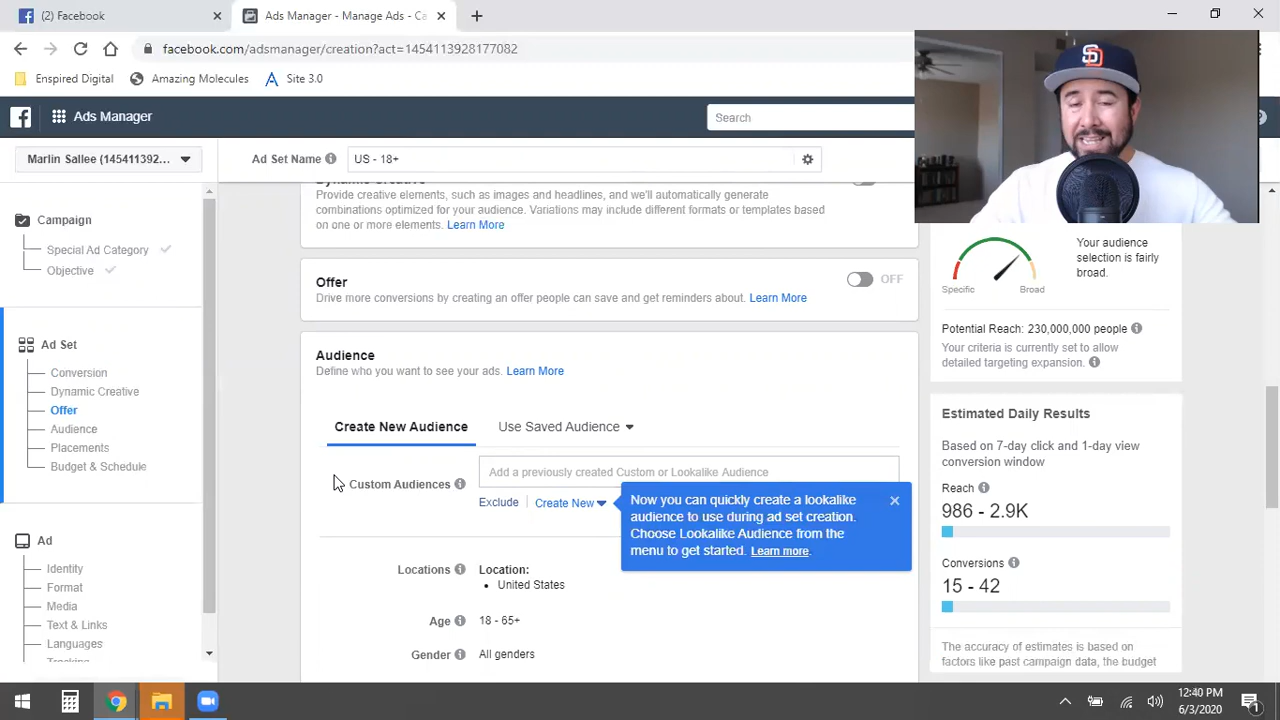 (2) Facebook
Ads Manager - Manage Ads - Ca
facebook.com/adsmanager/creation?act=1454113928177082
Enspired Digital
Amazing Molecules
Site 3.0
Ads Manager
Search
Marlin Sallee (145411392...
Ad Set Name
US - 18+
Campaign
Special Ad Category
Objective
Ad Set
Conversion
Dynamic Creative
Offer
Audience
Placements
Budget & Schedule
Ad
Identity
Format
Media
Text & Links
Languages
Tracking
Dynamic Creative
Provide creative elements, such as images and headlines, and we'll automatically generate
combinations optimized for your audience. Variations may include different formats or templates based
on one or more elements. Learn More
Offer
OFF
Drive more conversions by creating an offer people can save and get reminders about. Learn More
Audience
Define who you want to see your ads. Learn More
Create New Audience
Use Saved Audience
Custom Audiences
Add a previously created Custom or Lookalike Audience
Exclude
Create New
Now you can quickly create a lookalike
audience to use during ad set creation.
Choose Lookalike Audience from the
menu to get started. Learn more.
Locations
Location:
United States
Age
18 - 65+
Gender
All genders
SD
Specific
Broad
Your audience
selection is fairly
broad.
Potential Reach: 230,000,000 people
Your criteria is currently set to allow
detailed targeting expansion.
Estimated Daily Results
Based on 7-day click and 1-day view
conversion window
Reach
986 - 2.9K
Conversions
15 - 42
The accuracy of estimates is based on
factors like past campaign data, the budget
12:40 PM
6/3/2020
1